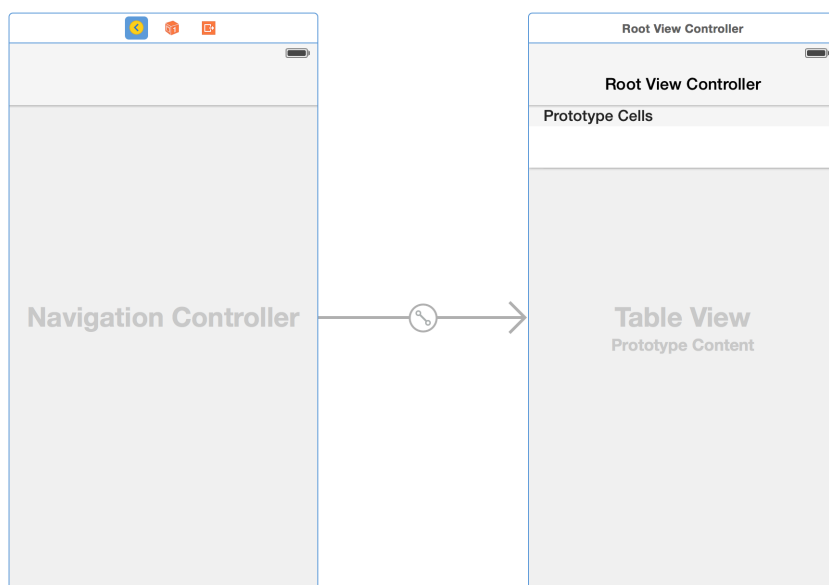 Root View Controller
Root View Controller
Prototype Cells
Navigation Controller
Table View
Prototype Content